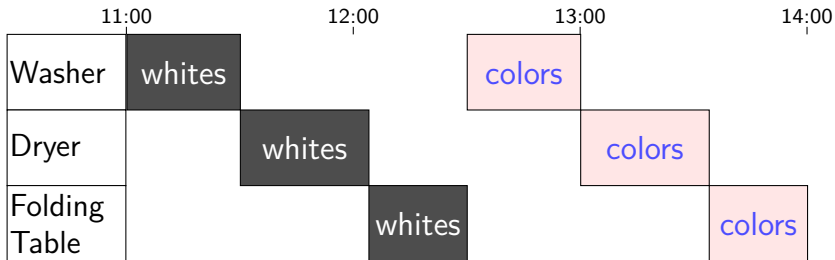 11:00 12:00 13:00 14:00
Washer whites colors
Dryer whites colors
Folding
Table
whites colors